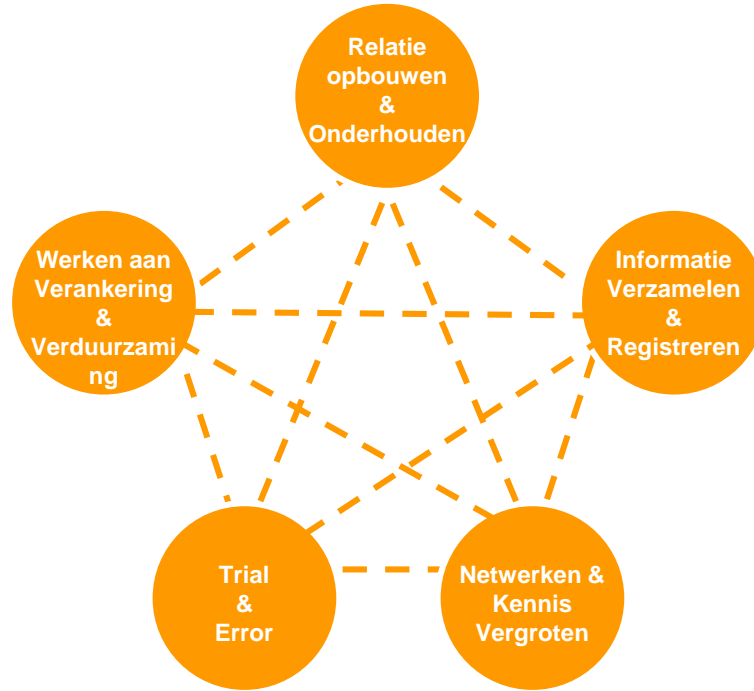 Relatie
opbouwen
&
Onderhouden
Werken aan
Verankering
&
Verduurzami
ng
Informatie
Verzamelen
&
Registreren
Trial
&
Error
Netwerken &
Kennis
Vergroten